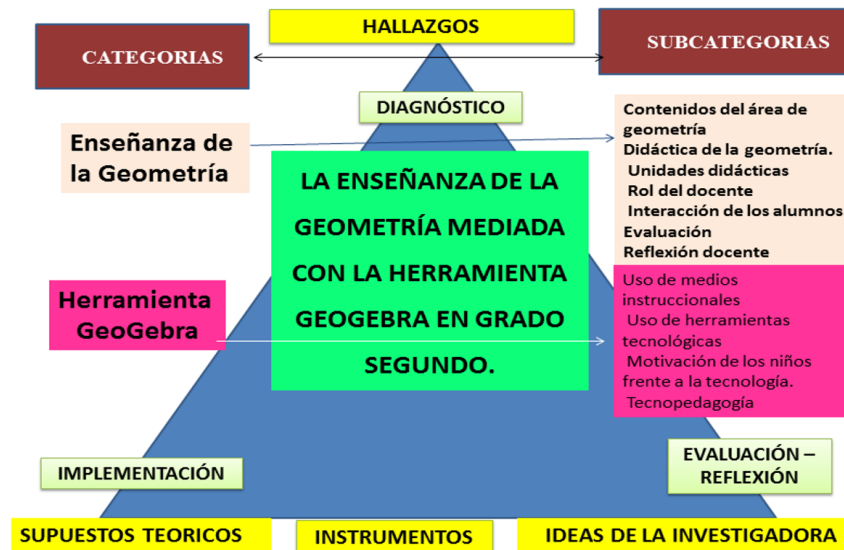 HALLAZGOS
CATEGORIAS
SUBCATEGORIAS
DIAGNÓSTICO
Enseñanza de
la Geometría
Contenidos del área de
geometría
Didáctica de la geometría.
Unidades didácticas
Rol del docente
Interacción de los alumnos
Evaluación
Reflexión docente
LA ENSEÑANZA DE LA
GEOMETRÍA MEDIADA
CON LA HERRAMIENTA
GEOGEBRA EN GRADO
SEGUNDO.
Herramienta
GeoGebra
Uso de medios
instruccionales
Uso de herramientas
tecnológicas
Motivación de los niños
frente a la tecnología.
Tecnopedagogía
IMPLEMENTACIÓN
EVALUACIÓN –
REFLEXIÓN
SUPUESTOS TEORICOS
INSTRUMENTOS
IDEAS DE LA INVESTIGADORA